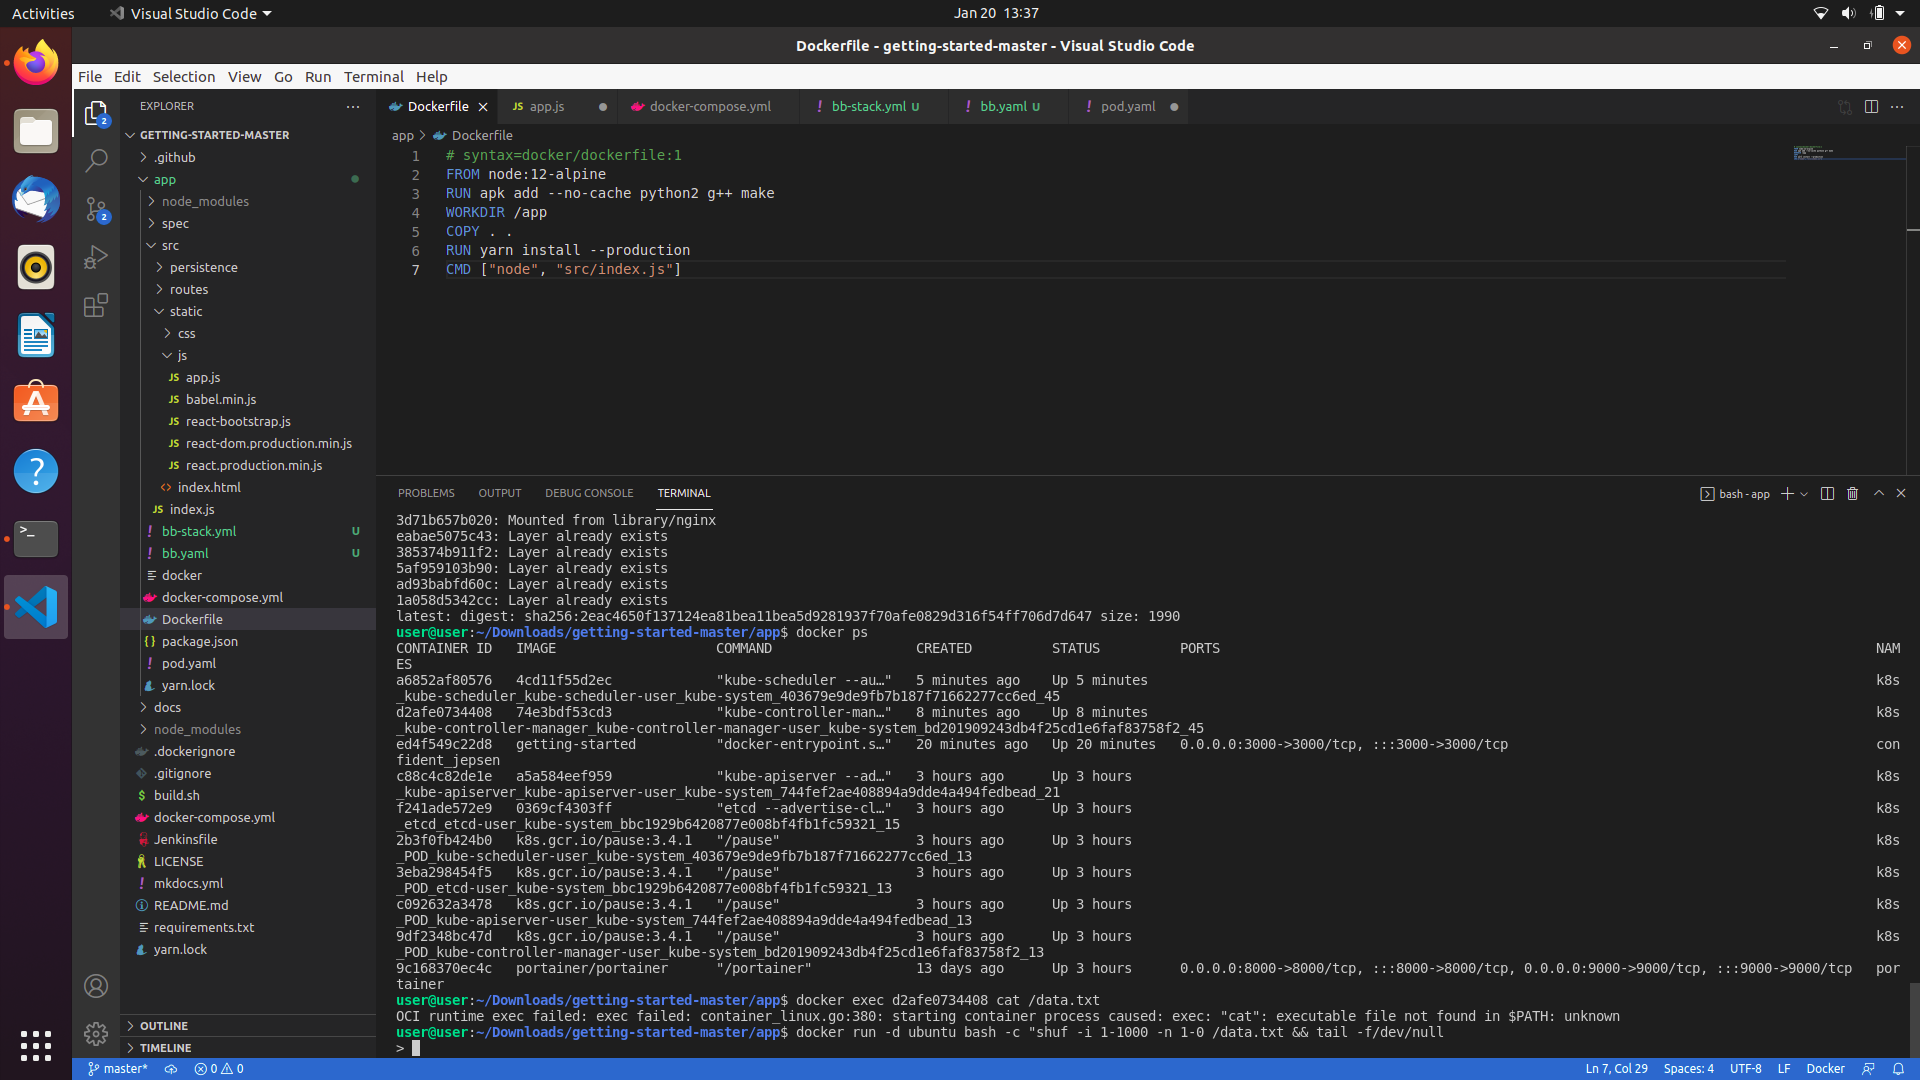 Activities
Visual Studio Code
Jan 20 13:37
Dockerfile - getting-started-master - Visual Studio Code
File Edit Selection View Go Run Terminal Help
EXPLORER
Dockerfile
JS app.js
docker-compose.yml
! bb-stack.yml U
! bb.yaml U
! pod.yaml
app > Dockerfile
GETTING-STARTED-MASTER
.github
app
node_modules
spec
src
persistence
routes
static
css
js
JS app.js
JS babel.min.js
JS react-bootstrap.js
JS react-dom.production.min.js
JS react.production.min.js
<> index.html
JS index.js
! bb-stack.yml U
! bb.yaml U
docker
docker-compose.yml
Dockerfile
{} package.json
! pod.yaml
yarn.lock
docs
node_modules
.dockerignore
.gitignore
$ build.sh
docker-compose.yml
Jenkinsfile
LICENSE
! mkdocs.yml
README.md
requirements.txt
yarn.lock
OUTLINE
TIMELINE
2
2
1 # syntax=docker/dockerfile:1
2 FROM node:12-alpine
3 RUN apk add --no-cache python2 g++ make
4 WORKDIR /app
5 COPY . .
6 RUN yarn install --production
7 CMD ["node", "src/index.js"]
PROBLEMS OUTPUT DEBUG CONSOLE TERMINAL
bash - app
3d71b657b020: Mounted from library/nginx
eabae5075c43: Layer already exists
385374b911f2: Layer already exists
5af959103b90: Layer already exists
ad93babfd60c: Layer already exists
1a058d5342cc: Layer already exists
latest: digest: sha256:2eac4650f137124ea81bea11bea5d9281937f70afe0829d316f54ff706d7d647 size: 1990
user@user:~/Downloads/getting-started-master/app$ docker ps
CONTAINER ID IMAGE COMMAND CREATED STATUS PORTS NAM
ES
a6852af80576 4cd11f55d2ec "kube-scheduler --au…" 5 minutes ago Up 5 minutes k8s
_kube-scheduler_kube-scheduler-user_kube-system_403679e9de9fb7b187f71662277cc6ed_45
d2afe0734408 74e3bdf53cd3 "kube-controller-man…" 8 minutes ago Up 8 minutes k8s
_kube-controller-manager_kube-controller-manager-user_kube-system_bd201909243db4f25cd1e6faf83758f2_45
ed4f549c22d8 getting-started "docker-entrypoint.s…" 20 minutes ago Up 20 minutes 0.0.0.0:3000->3000/tcp, :::3000->3000/tcp con
fident_jepsen
c88c4c82de1e a5a584eef959 "kube-apiserver --ad…" 3 hours ago Up 3 hours k8s
_kube-apiserver_kube-apiserver-user_kube-system_744fef2ae408894a9dde4a494fedbead_21
f241ade572e9 0369cf4303ff "etcd --advertise-cl…" 3 hours ago Up 3 hours k8s
_etcd_etcd-user_kube-system_bbc1929b6420877e008bf4fb1fc59321_15
2b3f0fb424b0 k8s.gcr.io/pause:3.4.1 "/pause" 3 hours ago Up 3 hours k8s
_POD_kube-scheduler-user_kube-system_403679e9de9fb7b187f71662277cc6ed_13
3eba298454f5 k8s.gcr.io/pause:3.4.1 "/pause" 3 hours ago Up 3 hours k8s
_POD_etcd-user_kube-system_bbc1929b6420877e008bf4fb1fc59321_13
c092632a3478 k8s.gcr.io/pause:3.4.1 "/pause" 3 hours ago Up 3 hours k8s
_POD_kube-apiserver-user_kube-system_744fef2ae408894a9dde4a494fedbead_13
9df2348bc47d k8s.gcr.io/pause:3.4.1 "/pause" 3 hours ago Up 3 hours k8s
_POD_kube-controller-manager-user_kube-system_bd201909243db4f25cd1e6faf83758f2_13
9c168370ec4c portainer/portainer "/portainer" 13 days ago Up 3 hours 0.0.0.0:8000->8000/tcp, :::8000->8000/tcp, 0.0.0.0:9000->9000/tcp, :::9000->9000/tcp por
tainer
user@user:~/Downloads/getting-started-master/app$ docker exec d2afe0734408 cat /data.txt
OCI runtime exec failed: exec failed: container_linux.go:380: starting container process caused: exec: "cat": executable file not found in $PATH: unknown
user@user:~/Downloads/getting-started-master/app$ docker run -d ubuntu bash -c "shuf -i 1-1000 -n 1-0 /data.txt && tail -f/dev/null
>
master* 0 0
Ln 7, Col 29 Spaces: 4 UTF-8 LF Docker